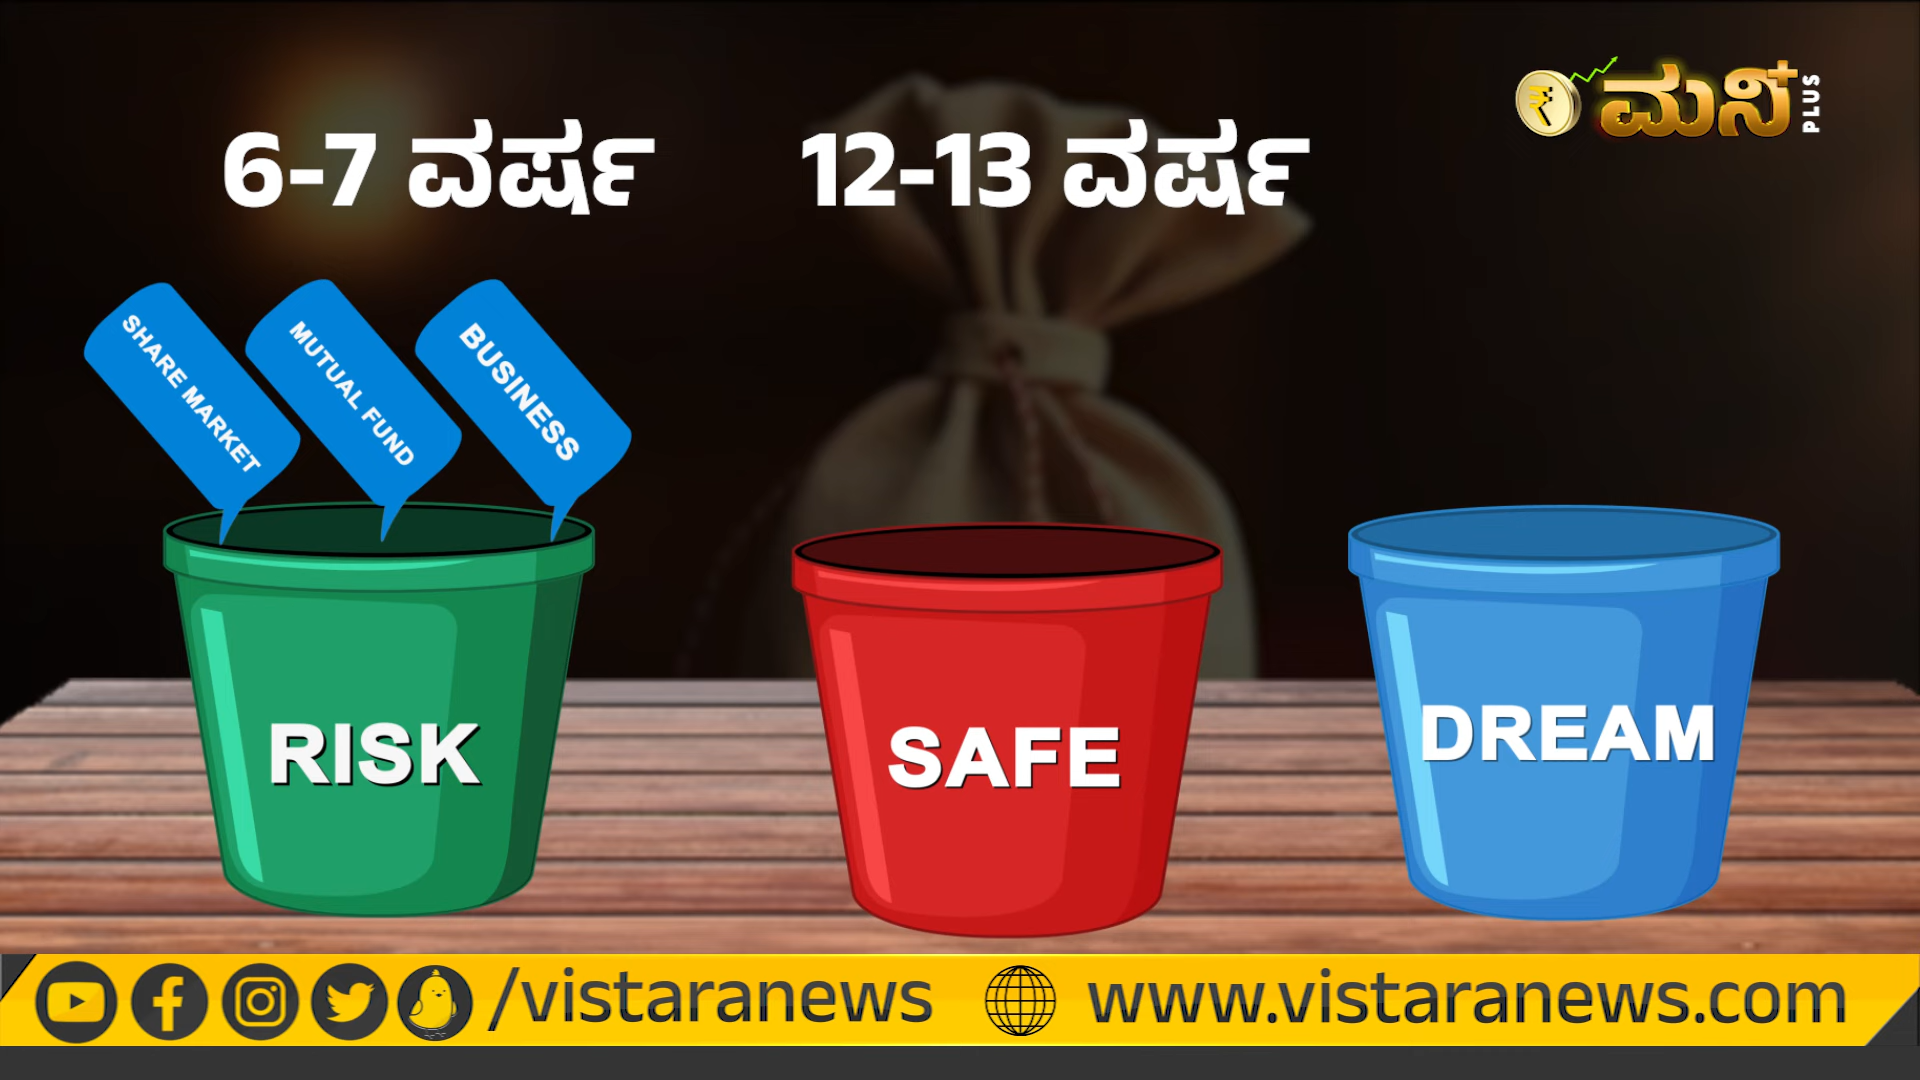 ಮನಿ+ PLUS
6-7 ವರ್ಷ
12-13 ವರ್ಷ
SHARE MARKET
MUTUAL FUND
BUSINESS
RISK
SAFE
DREAM
/vistaranews
www.vistaranews.com